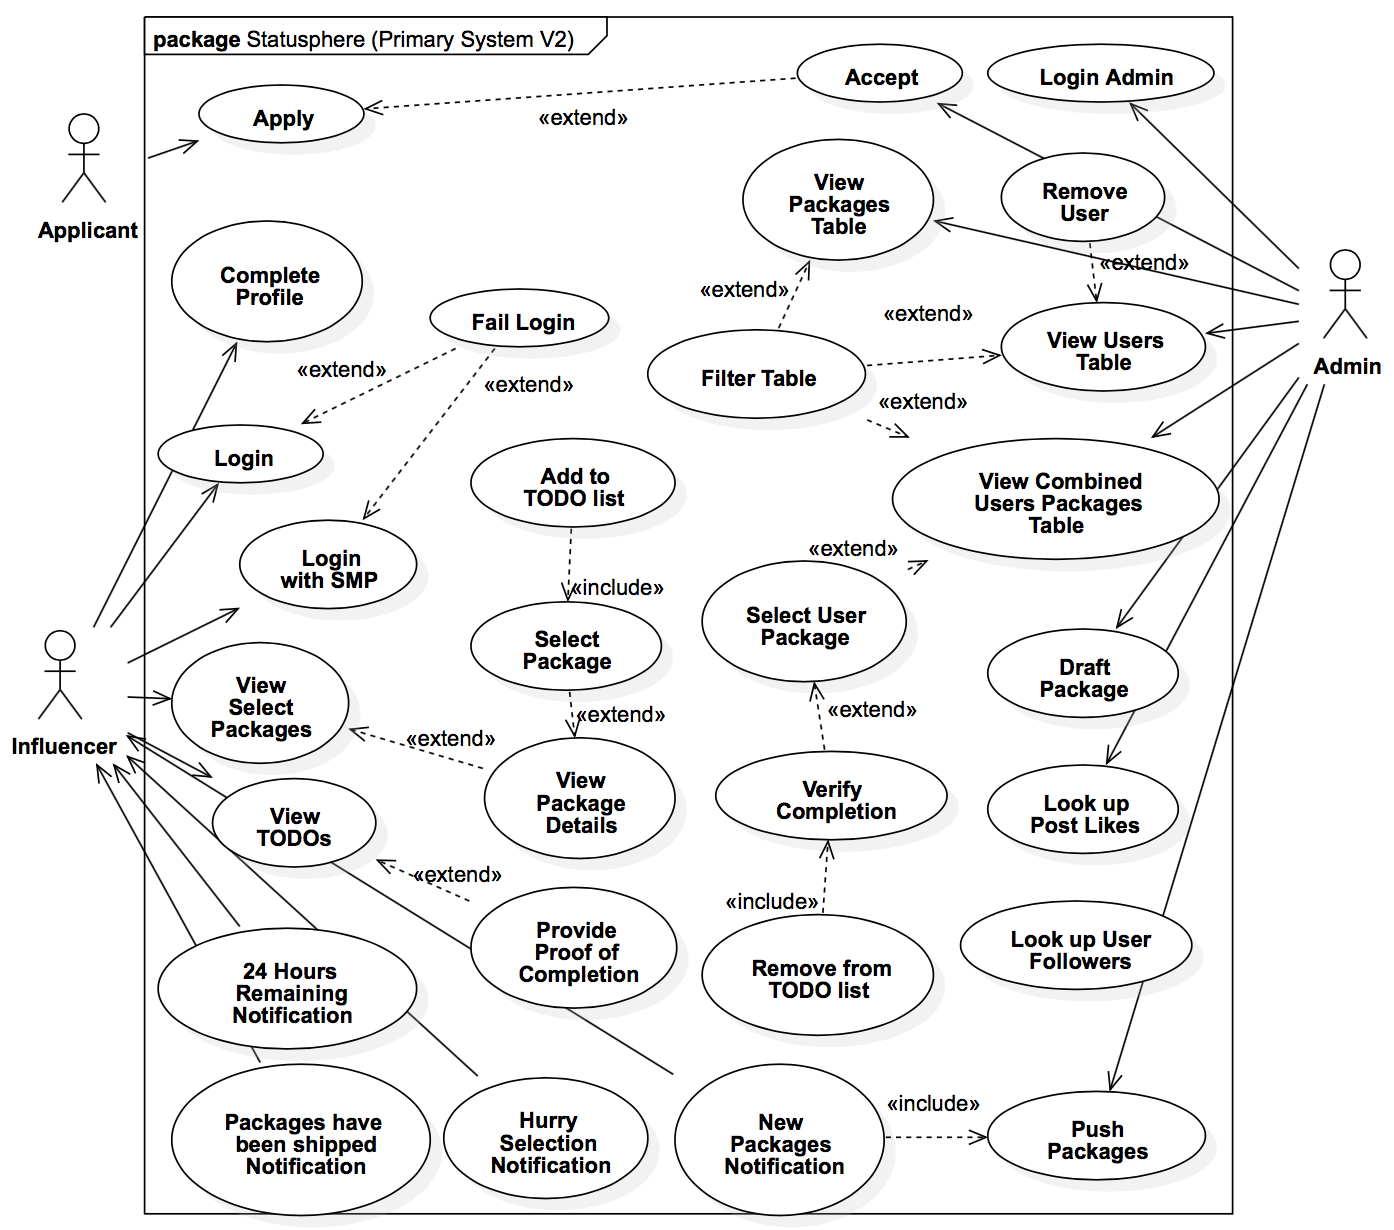 package Statusphere (Primary System V2)
Accept
Login Admin
Apply
«extend»
View
Packages
Table
Remove
User
Applicant
Complete
Profile
«extend»
«extend»
Fail Login
«extend»
View Users
Table
Admin
«extend»
«extend»
Filter Table
«extend»
Login
Add to
TODO list
View Combined
Users Packages
Table
Login
with SMP
«extend»
«include»
Select User
Package
Select
Package
Draft
Package
View
Select
Packages
«extend»
«extend»
Influencer
«extend»
View
Package
Details
Verify
Completion
Look up
Post Likes
View
TODOs
«extend»
«include»
Provide
Proof of
Completion
Look up User
Followers
Remove from
TODO list
24 Hours
Remaining
Notification
«include»
Packages have
been shipped
Notification
Hurry
Selection
Notification
New
Packages
Notification
Push
Packages